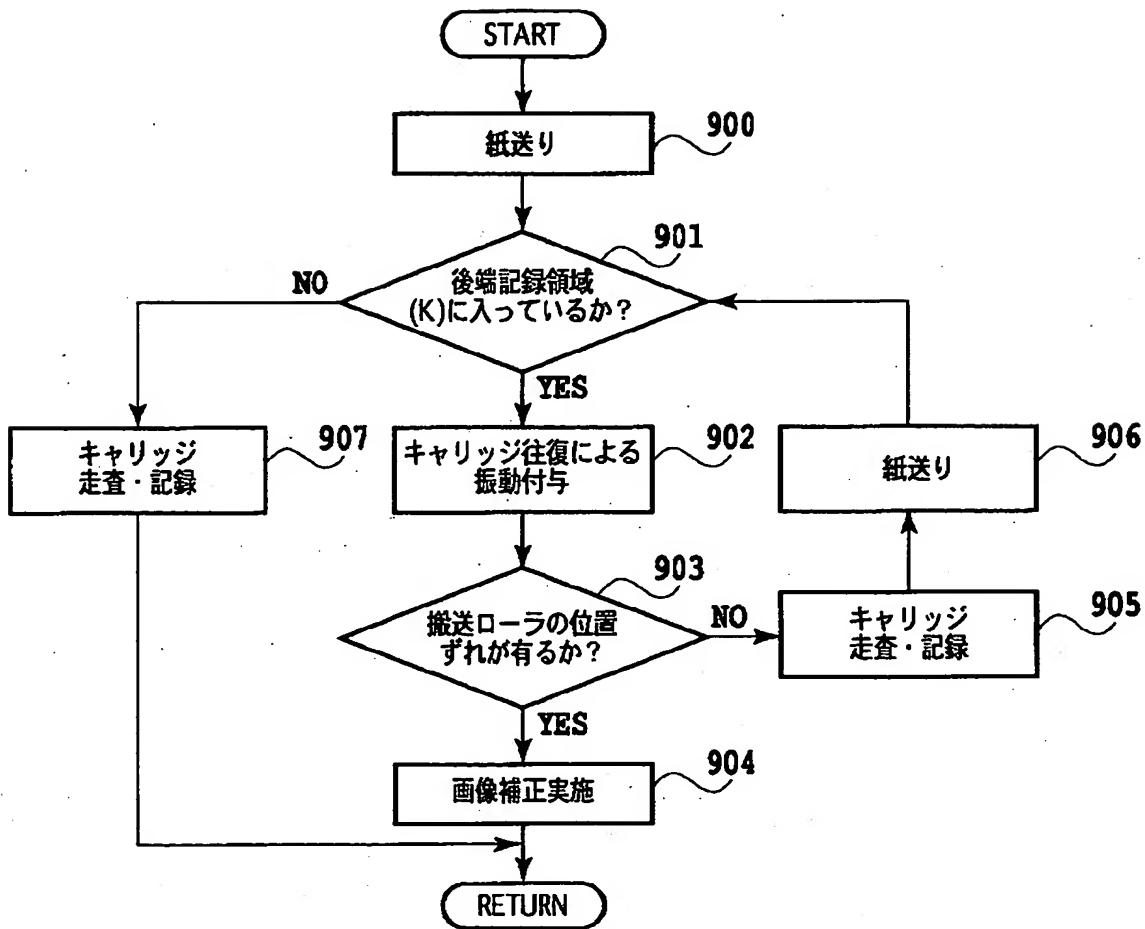 START
紙送り
900
901
後端記録領域
(K)に入っているか?
NO
YES
キャリッジ
走査・記録
907
キャリッジ往復による
振動付与
902
紙送り
906
903
搬送ローラの位置
ずれが有るか?
NO
キャリッジ
走査・記録
905
YES
画像補正実施
904
RETURN